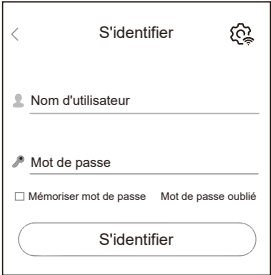 S'identifier
Nom d'utilisateur
Mot de passe
Mémoriser mot de passe Mot de passe oublié
S'identifier